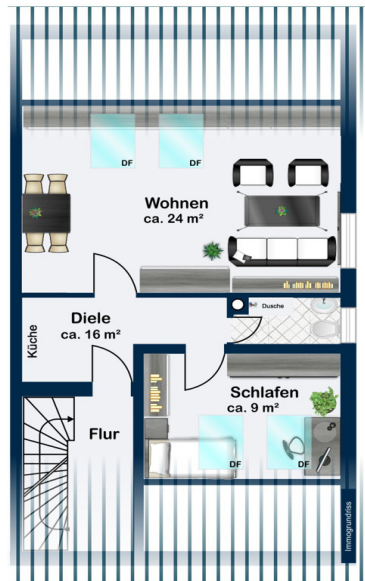 DF
DF
Wohnen
ca. 24 m²
Diele
ca. 16 m²
Küche
Dusche
Schlafen
ca. 9 m²
Flur
DF
DF
Immogrundriss